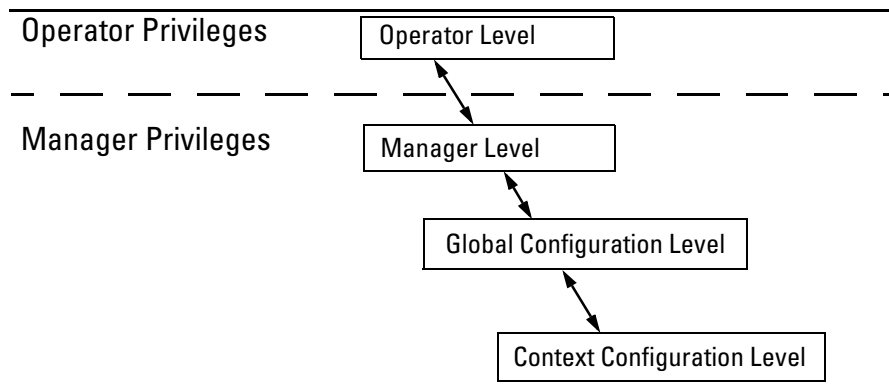 Operator Privileges
Operator Level
Manager Privileges
Manager Level
Global Configuration Level
Context Configuration Level